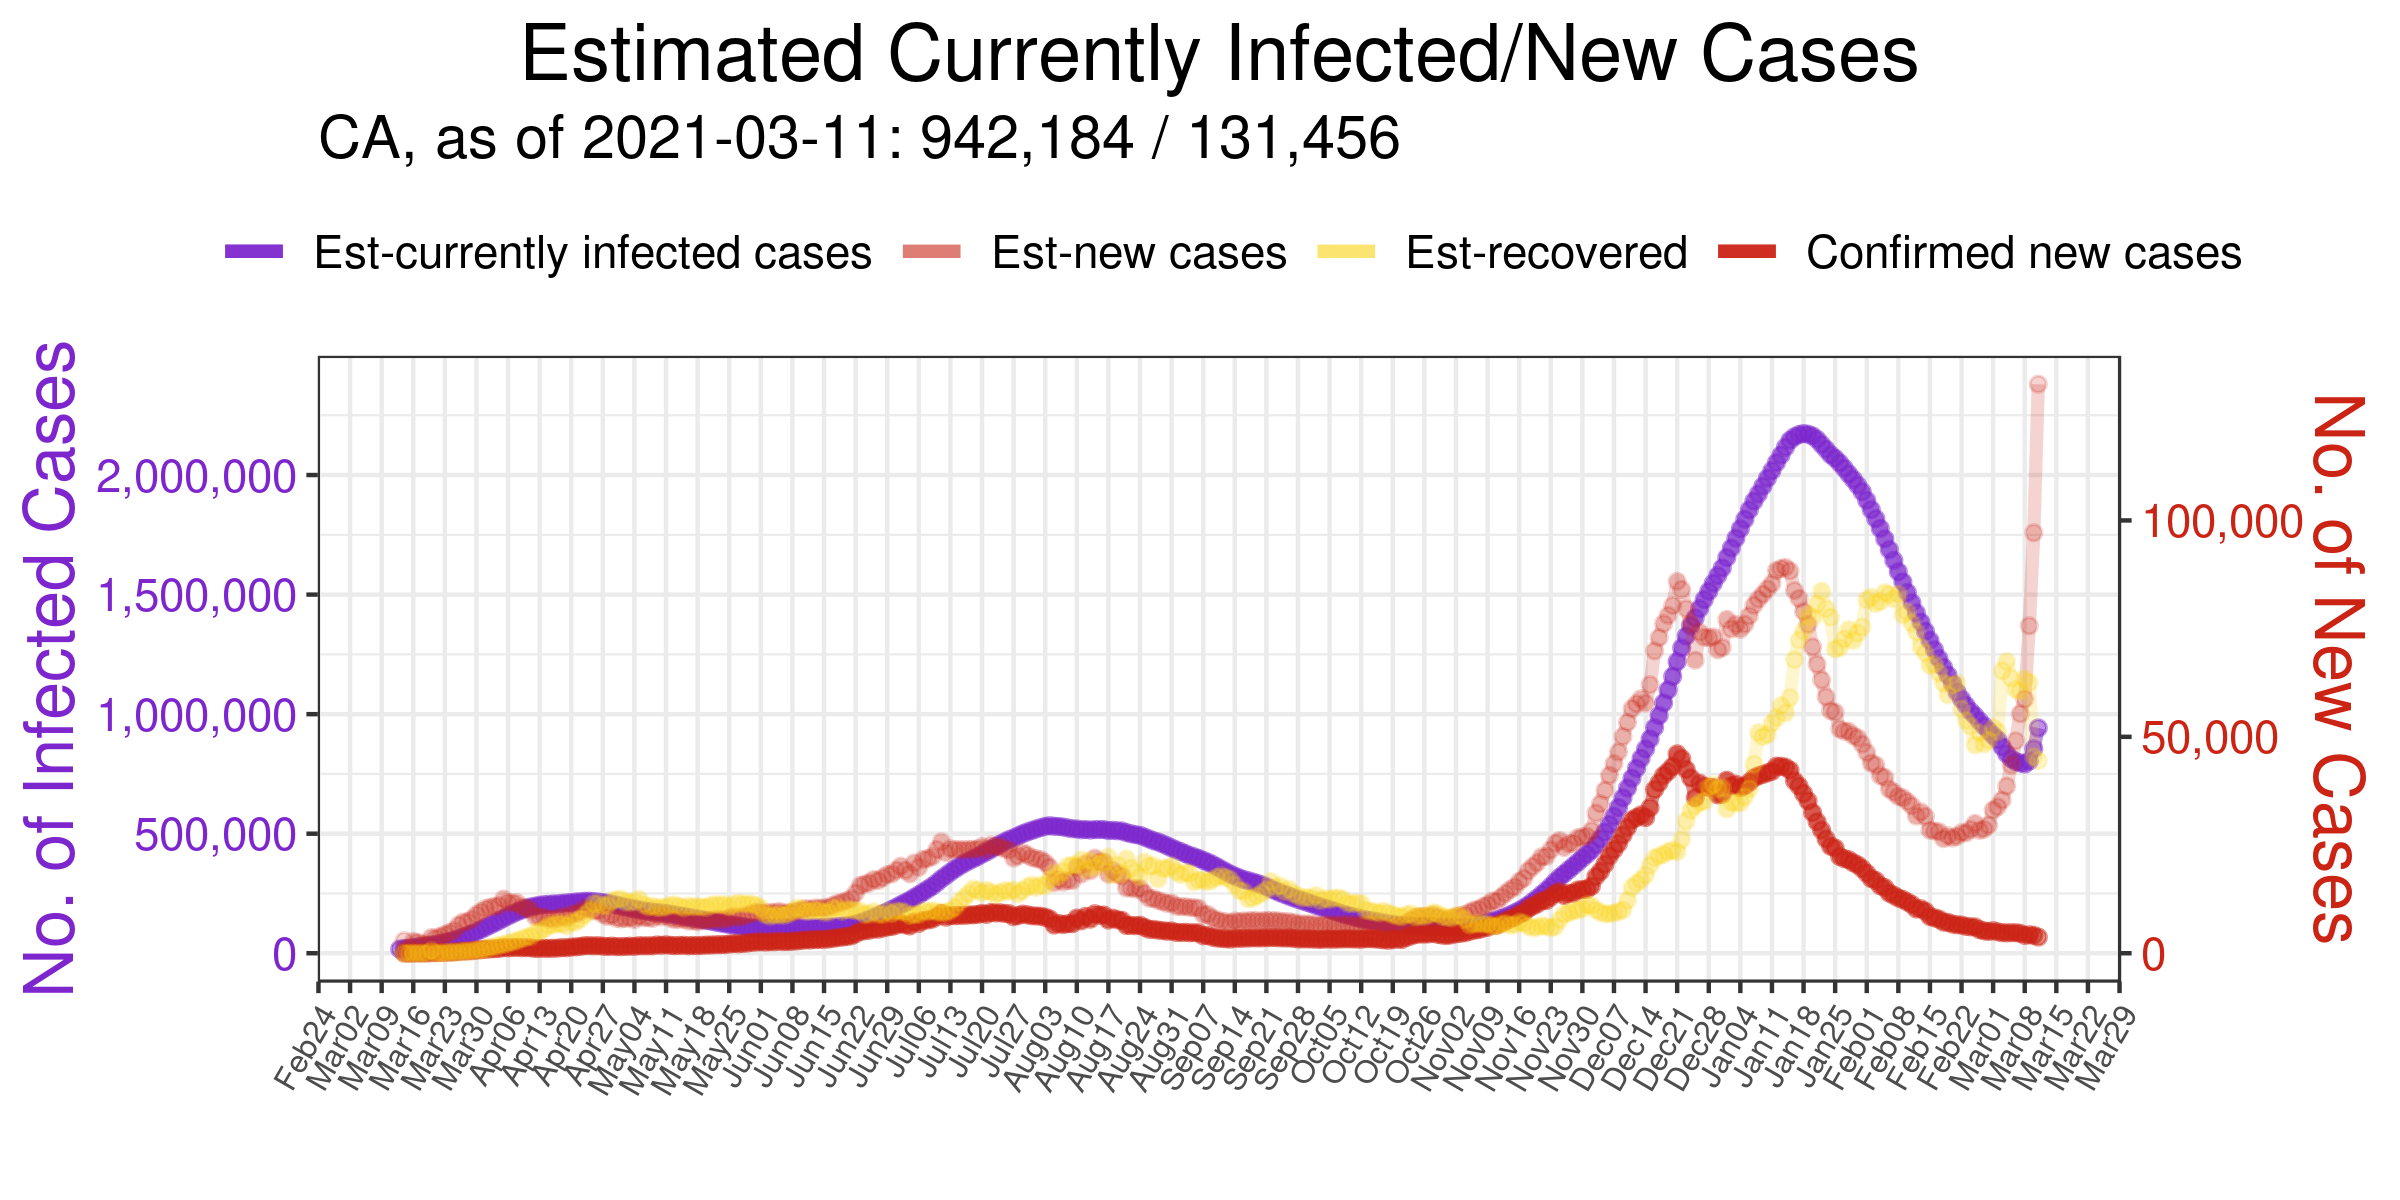 Estimated Currently Infected/New Cases
CA, as of 2021-03-11: 942,184 / 131,456
Est-currently infected cases
Est-new cases
Est-recovered
Confirmed new cases
No. of Infected Cases
2,000,000
1,500,000
1,000,000
500,000
0
100,000
50,000
0
No. of New Cases
Feb24
Mar02
Mar09
Mar16
Mar23
Mar30
Apr06
Apr13
Apr20
Apr27
May04
May11
May18
May25
Jun01
Jun08
Jun15
Jun22
Jun29
Jul06
Jul13
Jul20
Jul27
Aug03
Aug10
Aug17
Aug24
Aug31
Sep07
Sep14
Sep21
Sep28
Oct05
Oct12
Oct19
Oct26
Nov02
Nov09
Nov16
Nov23
Nov30
Dec07
Dec14
Dec21
Dec28
Jan04
Jan11
Jan18
Jan25
Feb01
Feb08
Feb15
Feb22
Mar01
Mar08
Mar15
Mar22
Mar29